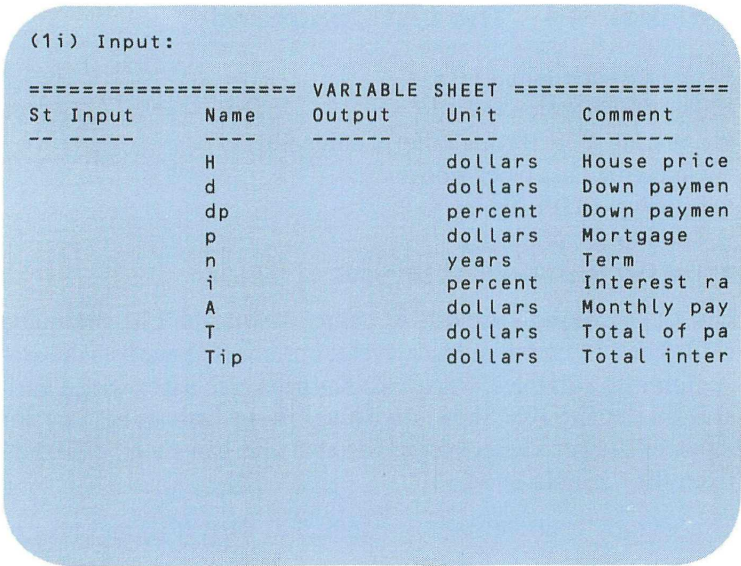 (1i) Input:
==================== VARIABLE SHEET ================
St Input Name Output Unit Comment
-- ----- ---- ------ ---- -------
H dollars House price
d dollars Down paymen
dp percent Down paymen
p dollars Mortgage
n years Term
i percent Interest ra
A dollars Monthly pay
T dollars Total of pa
Tip dollars Total inter